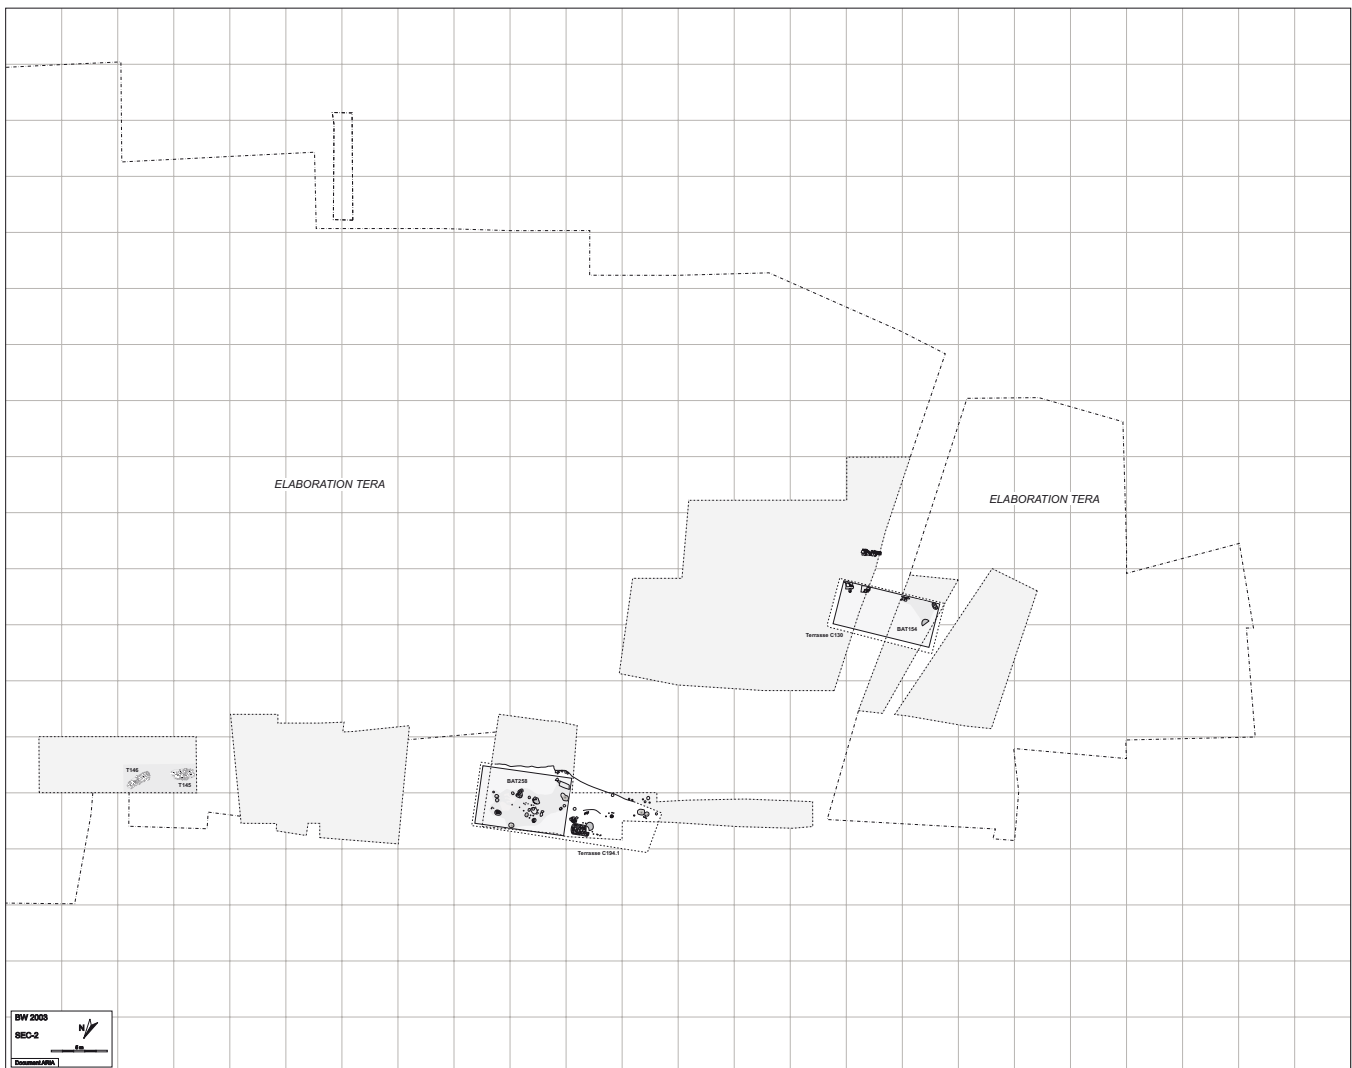 ELABORATION TERA
ELABORATION TERA
BAT154
Terrasse C130
T146
T145
BAT258
Terrasse C194.1
BW 2003
N
SEC-2
5 m
Document ARIA